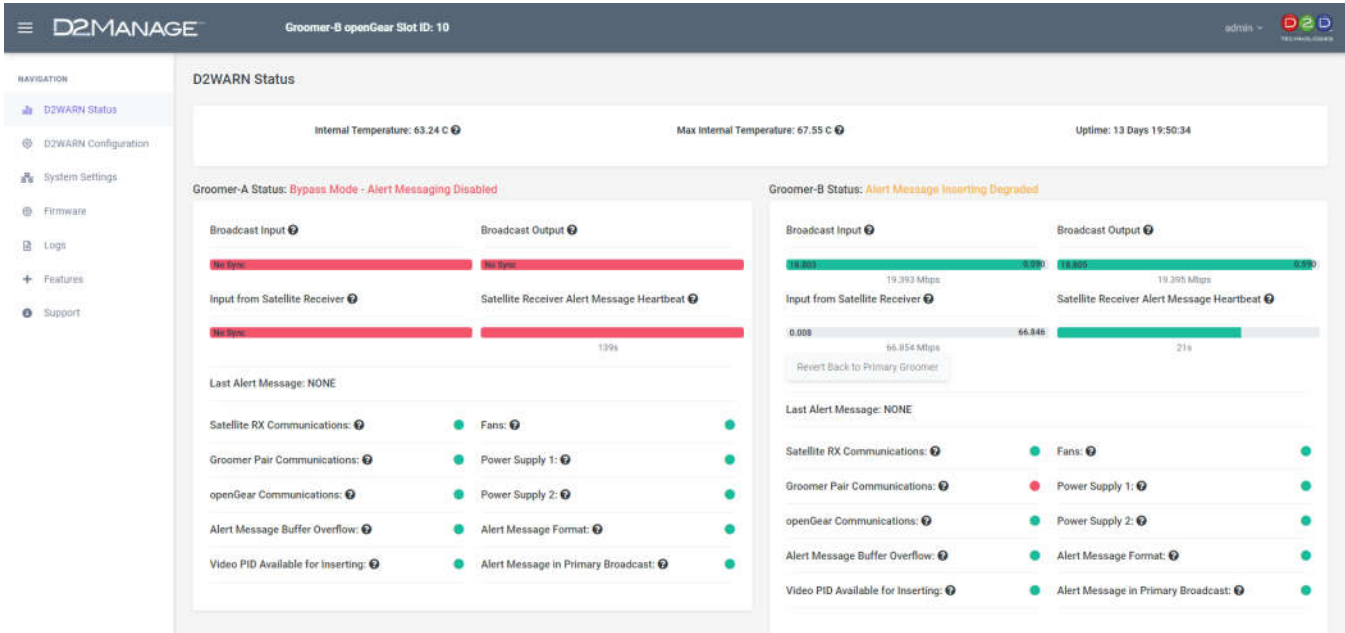 D2MANAGE
Groomer-B openGear Slot ID: 10
admin
D2D
TECHNOLOGIES
NAVIGATION
D2WARN Status
D2WARN Configuration
System Settings
Firmware
Logs
Features
Support
D2WARN Status
Internal Temperature: 63.24 C
Max Internal Temperature: 67.55 C
Uptime: 13 Days 19:50:34
Groomer-A Status: Bypass Mode - Alert Messaging Disabled
Broadcast Input
Broadcast Output
No Sync
No Sync
Input from Satellite Receiver
Satellite Receiver Alert Message Heartbeat
No Sync
139s
Last Alert Message: NONE
Satellite RX Communications:
Fans:
Groomer Pair Communications:
Power Supply 1:
openGear Communications:
Power Supply 2:
Alert Message Buffer Overflow:
Alert Message Format:
Video PID Available for Inserting:
Alert Message in Primary Broadcast:
Groomer-B Status: Alert Message Inserting Degraded
Broadcast Input
Broadcast Output
18.803
0.590
18.805
0.590
19.393 Mbps
19.395 Mbps
Input from Satellite Receiver
Satellite Receiver Alert Message Heartbeat
0.008
66.846
66.854 Mbps
21s
Revert Back to Primary Groomer
Last Alert Message: NONE
Satellite RX Communications:
Fans:
Groomer Pair Communications:
Power Supply 1:
openGear Communications:
Power Supply 2:
Alert Message Buffer Overflow:
Alert Message Format:
Video PID Available for Inserting:
Alert Message in Primary Broadcast: